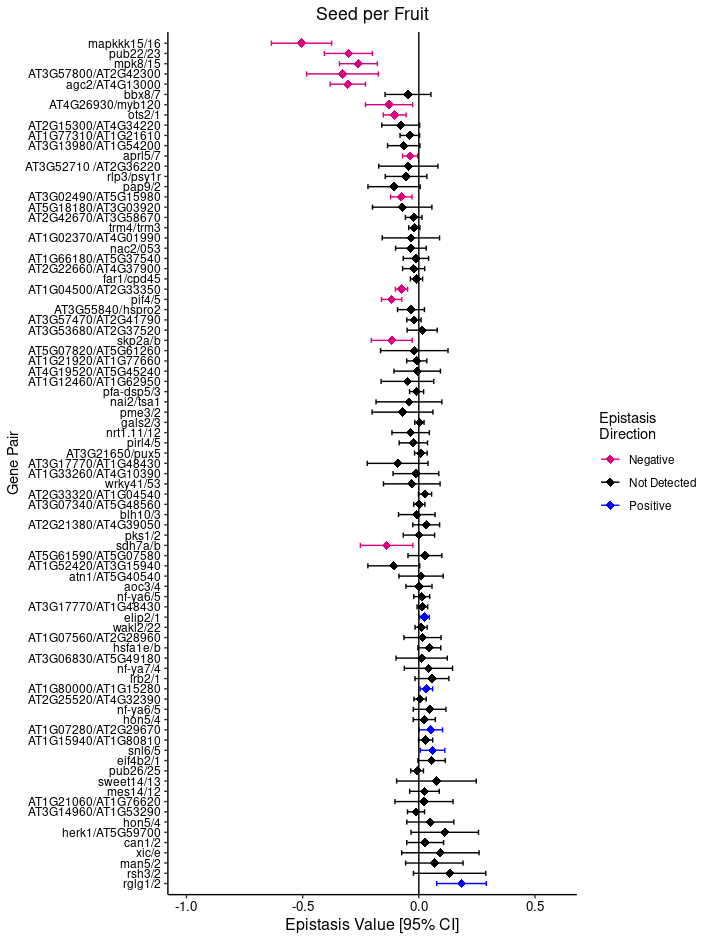 Seed per Fruit
mapkkk15/16
pub22/23
mpk8/15
AT3G57800/AT2G42300
agc2/AT4G13000
bbx8/7
AT4G26930/myb120
ots2/1
AT2G15300/AT4G34220
AT1G77310/AT1G21610
AT3G13980/AT1G54200
aprl5/7
AT3G52710 /AT2G36220
rlp3/psy1r
pap9/2
AT3G02490/AT5G15980
AT5G18180/AT3G03920
AT2G42670/AT3G58670
trm4/trm3
AT1G02370/AT4G01990
nac2/053
AT1G66180/AT5G37540
AT2G22660/AT4G37900
far1/cpd45
AT1G04500/AT2G33350
pif4/5
AT3G55840/hspro2
AT3G57470/AT2G41790
AT3G53680/AT2G37520
skp2a/b
AT5G07820/AT5G61260
AT1G21920/AT1G77660
AT4G19520/AT5G45240
AT1G12460/AT1G62950
pfa-dsp5/3
nai2/tsa1
pme3/2
gals2/3
nrt1.11/12
pirl4/5
AT3G21650/pux5
AT3G17770/AT1G48430
AT1G33260/AT4G10390
wrky41/53
AT2G33320/AT1G04540
AT3G07340/AT5G48560
blh10/3
AT2G21380/AT4G39050
pks1/2
sdh7a/b
AT5G61590/AT5G07580
AT1G52420/AT3G15940
atn1/AT5G40540
aoc3/4
nf-ya6/5
AT3G17770/AT1G48430
elip2/1
wakl2/22
AT1G07560/AT2G28960
hsfa1e/b
AT3G06830/AT5G49180
nf-ya7/4
lrb2/1
AT1G80000/AT1G15280
AT2G25520/AT4G32390
nf-ya6/5
hon5/4
AT1G07280/AT2G29670
AT1G15940/AT1G80810
snl6/5
eif4b2/1
pub26/25
sweet14/13
mes14/12
AT1G21060/AT1G76620
AT3G14960/AT1G53290
hon5/4
herk1/AT5G59700
can1/2
xic/e
man5/2
rsh3/2
rglg1/2
Gene Pair
-1.0 -0.5 0.0 0.5
Epistasis Value [95% CI]
Epistasis
Direction
Negative
Not Detected
Positive